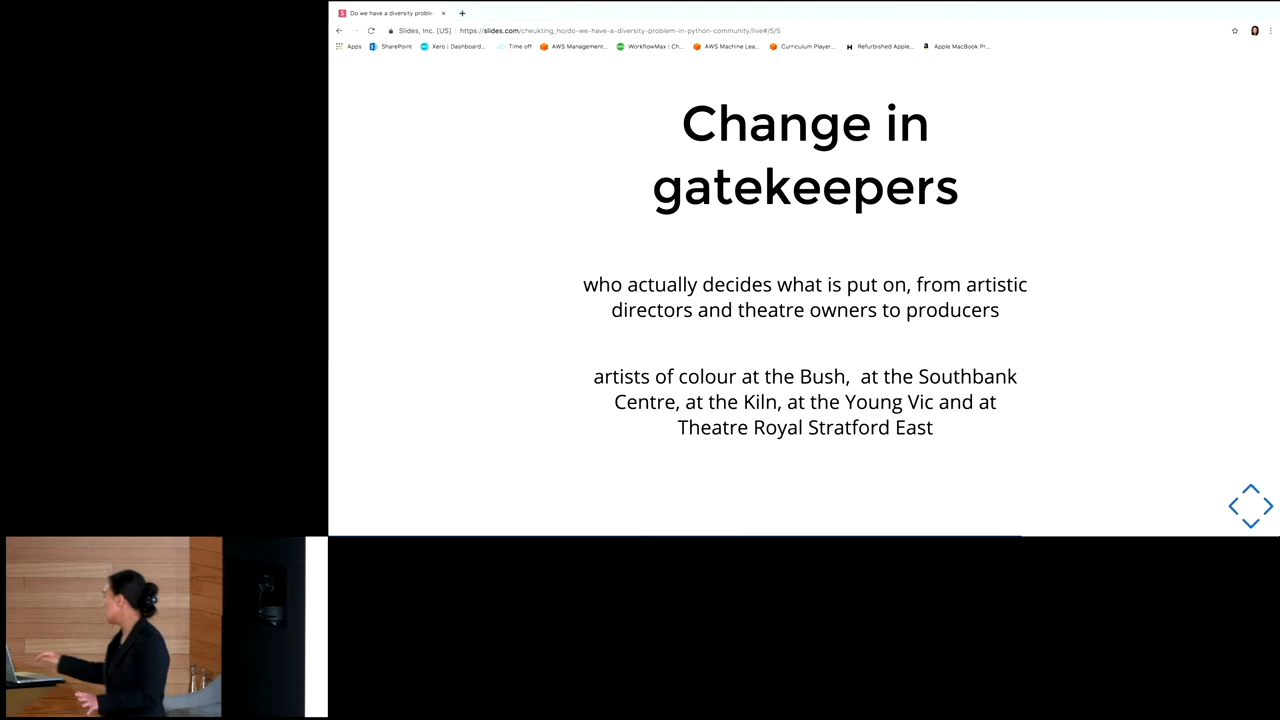 Do we have a diversity proble
Slides, Inc. [US]
https://slides.com/cheukting_ho/do-we-have-a-diversity-problem-in-python-community/live#/5/5
Apps
SharePoint
Xero | Dashboard...
Time off
AWS Management...
WorkflowMax | Ch...
AWS Machine Lea...
Curriculum Player...
Refurbished Apple...
Apple MacBook Pr...
Change in
gatekeepers
who actually decides what is put on, from artistic
directors and theatre owners to producers
artists of colour at the Bush,  at the Southbank
Centre, at the Kiln, at the Young Vic and at
Theatre Royal Stratford East